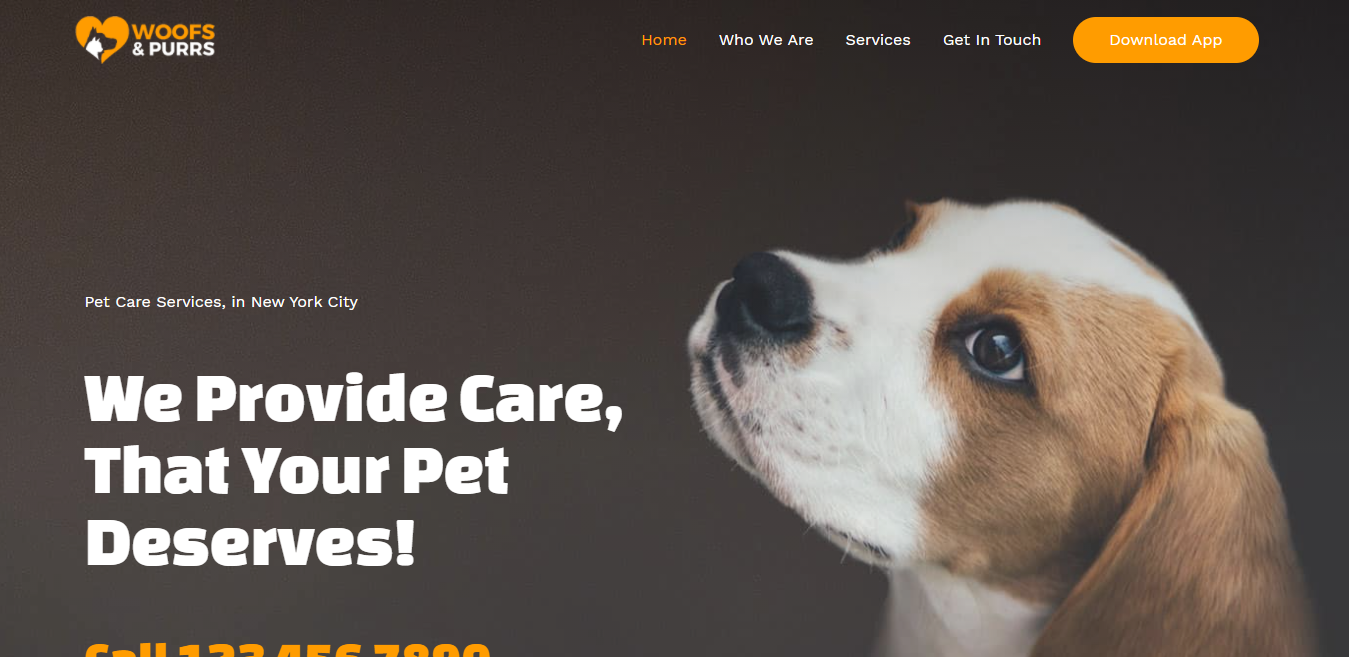 WOOFS
& PURRS
Home Who We Are Services Get In Touch Download App
Pet Care Services, in New York City
We Provide Care,
That Your Pet
Deserves!
Call 123 456 7890